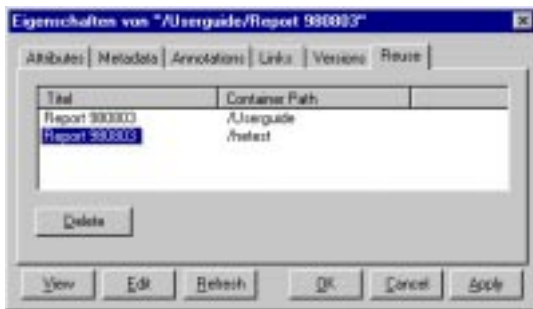 Eigenschaften von "/Userguide/Report 980803"
Attributes Metadata Annotations Links Versions Reuse
Titel Container Path
Report 980803 /Userguide
Report 980803 /hetest
Delete
View Edit Refresh OK Cancel Apply